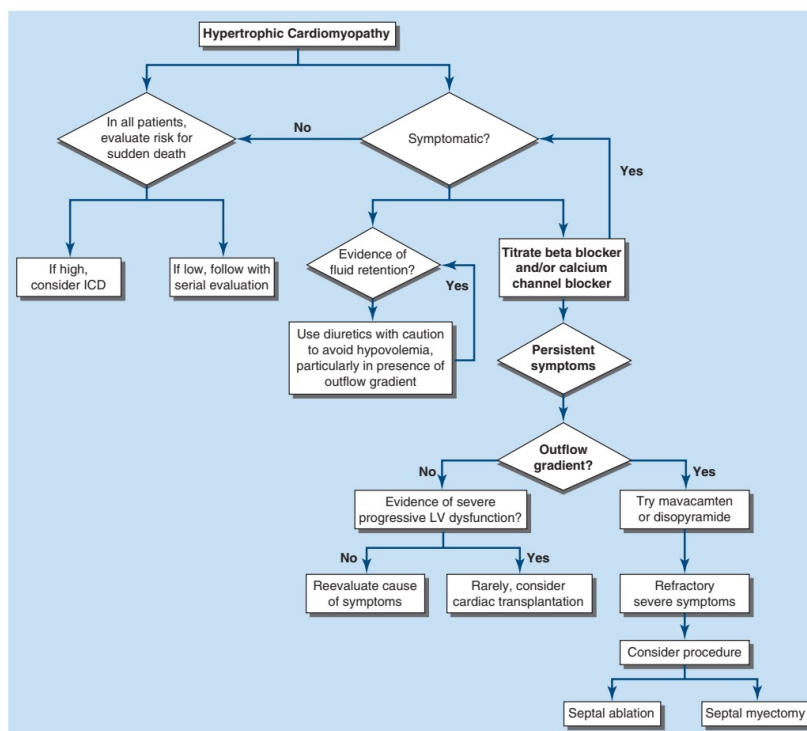 Hypertrophic Cardiomyopathy
In all patients,
evaluate risk for
sudden death
No
Symptomatic?
Yes
If high,
consider ICD
If low, follow with
serial evaluation
Evidence of
fluid retention?
Yes
Titrate beta blocker
and/or calcium
channel blocker
Use diuretics with caution
to avoid hypovolemia,
particularly in presence of
outflow gradient
Persistent
symptoms
Outflow
gradient?
No
Yes
Evidence of severe
progressive LV dysfunction?
Try mavacamten
or disopyramide
No
Yes
Reevaluate cause
of symptoms
Rarely, consider
cardiac transplantation
Refractory
severe symptoms
Consider procedure
Septal ablation
Septal myectomy